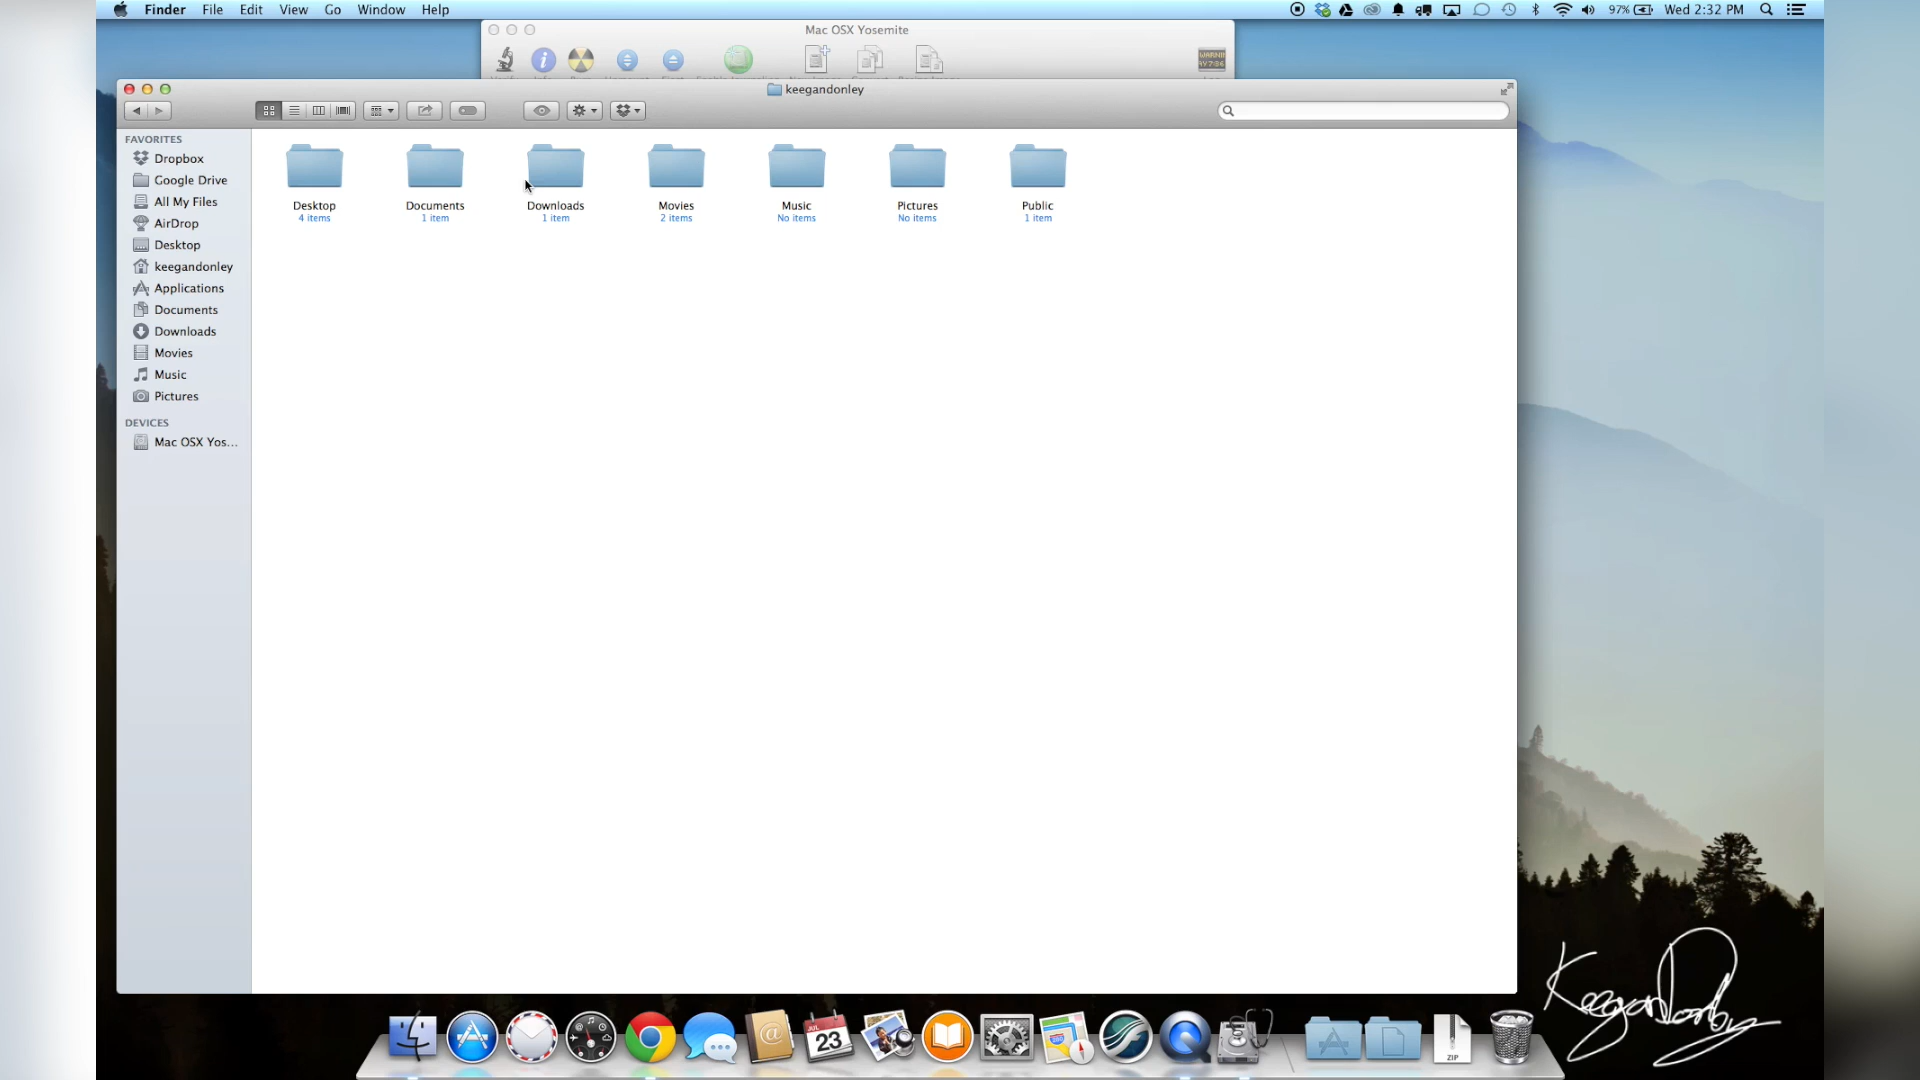 Finder File Edit View Go Window Help
97% Wed 2:32 PM
Mac OSX Yosemite
keegandonley
FAVORITES
Dropbox
Google Drive
All My Files
AirDrop
Desktop
keegandonley
Applications
Documents
Downloads
Movies
Music
Pictures
DEVICES
Mac OSX Yos...
Desktop
4 items
Documents
1 item
Downloads
1 item
Movies
2 items
Music
No items
Pictures
No items
Public
1 item
JUL
23
ZIP